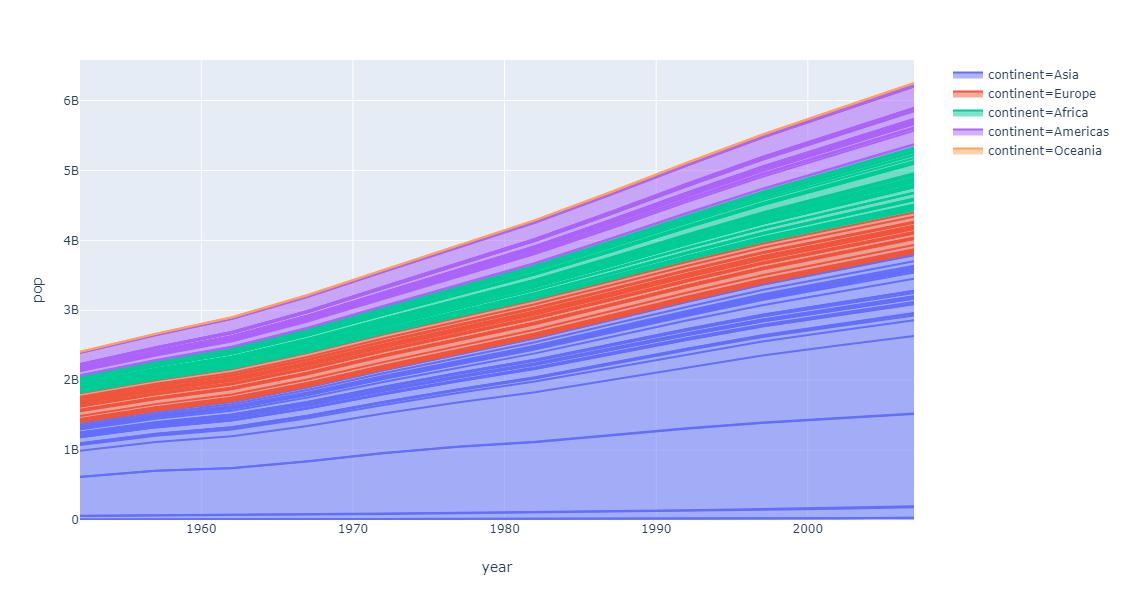 6B
5B
4B
3B
2B
1B
0
pop
1960
1970
1980
1990
2000
year
continent=Asia
continent=Europe
continent=Africa
continent=Americas
continent=Oceania